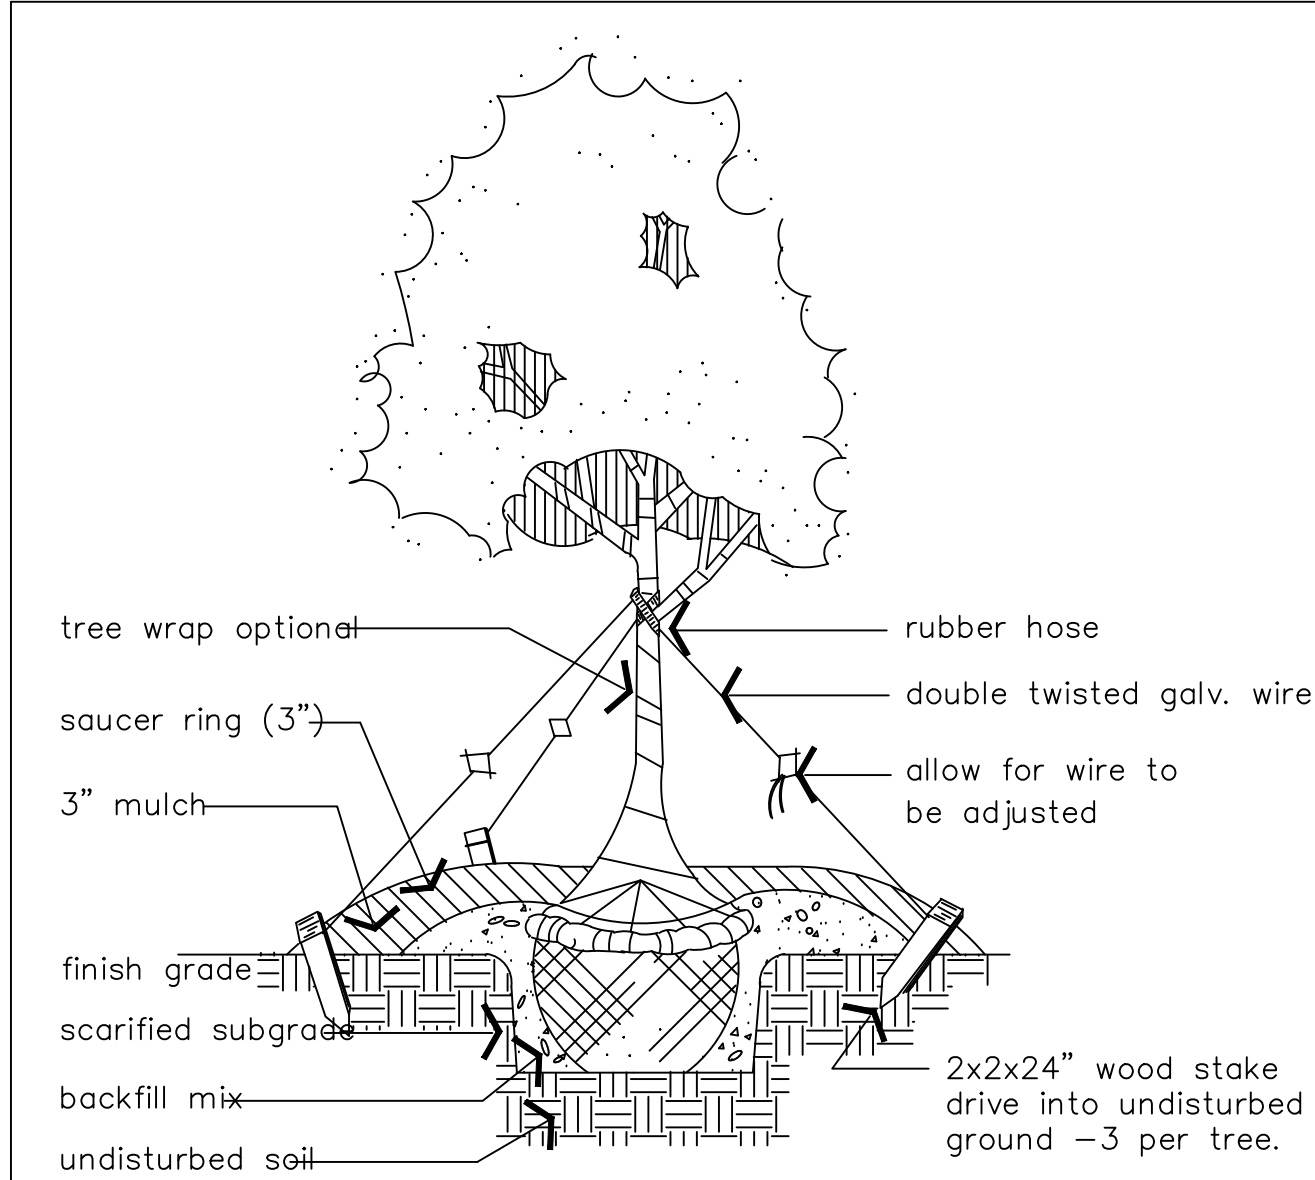 tree wrap optional
saucer ring (3")
3" mulch
finish grade
scarified subgrade
backfill mix
undisturbed soil
rubber hose
double twisted galv. wire
allow for wire to
be adjusted
2x2x24" wood stake
drive into undisturbed
ground –3 per tree.